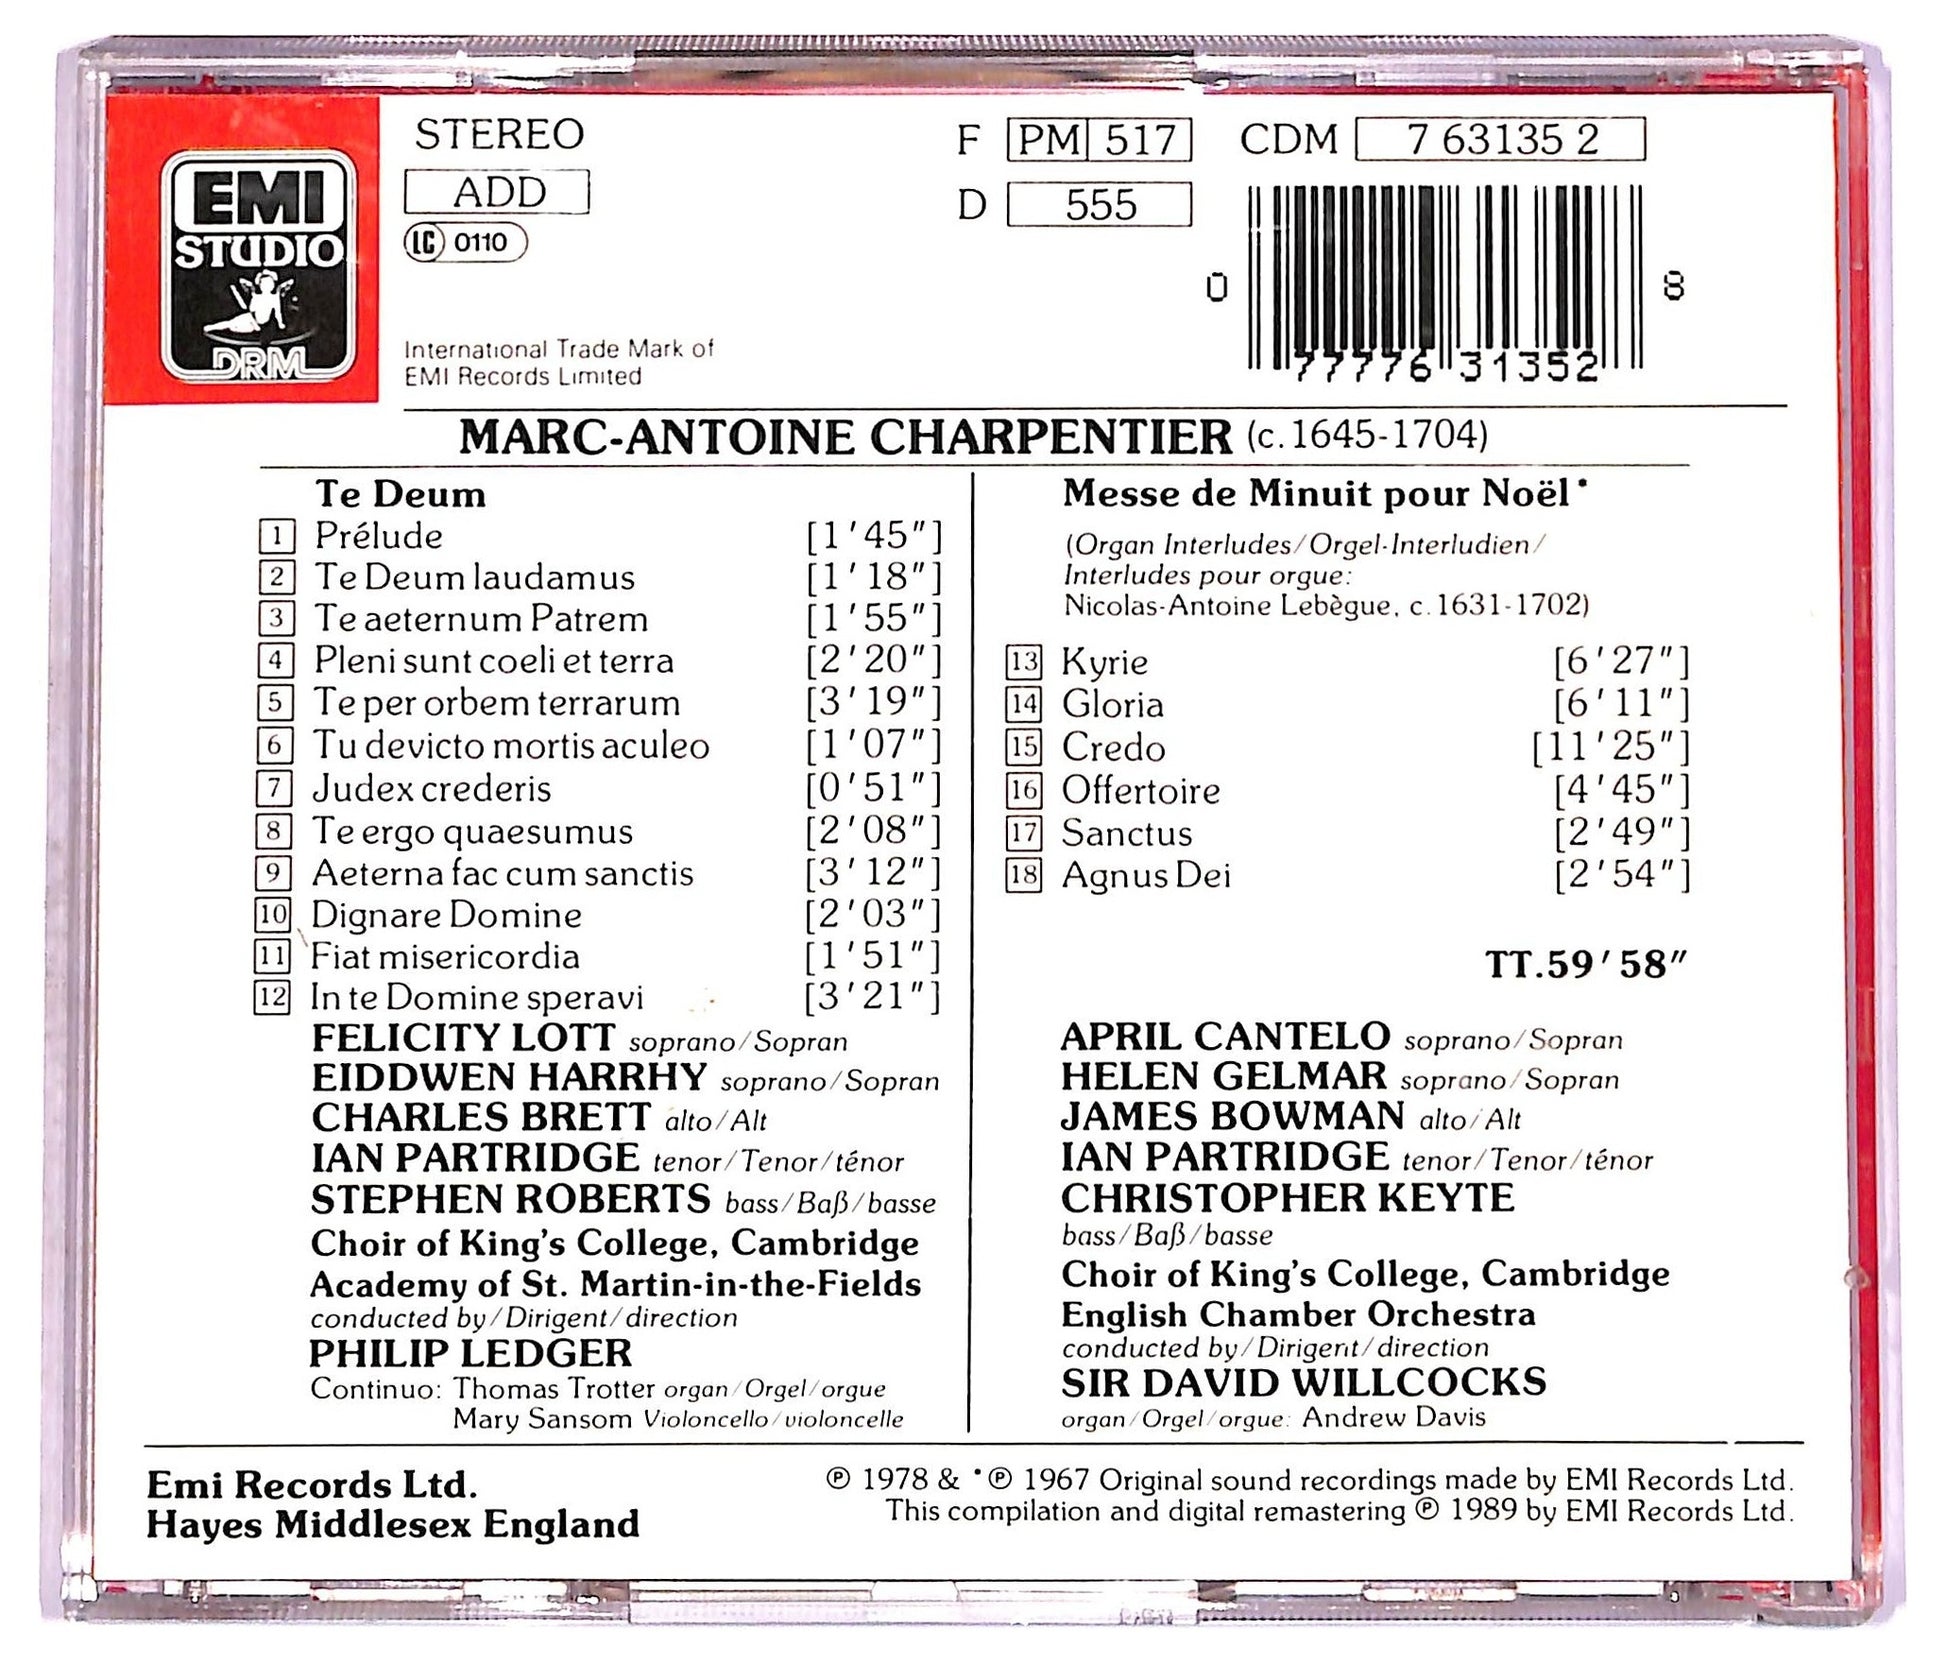 EMI
STUDIO
DRM
STEREO
ADD
LC 0110
International Trade Mark of
EMI Records Limited
F PM 517
D 555
CDM 7 63135 2
0 77776 31352 8
MARC-ANTOINE CHARPENTIER (c.1645-1704)
Te Deum
1 Prélude [1'45"]
2 Te Deum laudamus [1'18"]
3 Te aeternum Patrem [1'55"]
4 Pleni sunt coeli et terra [2'20"]
5 Te per orbem terrarum [3'19"]
6 Tu devicto mortis aculeo [1'07"]
7 Judex crederis [0'51"]
8 Te ergo quaesumus [2'08"]
9 Aeterna fac cum sanctis [3'12"]
10 Dignare Domine [2'03"]
11 Fiat misericordia [1'51"]
12 In te Domine speravi [3'21"]
FELICITY LOTT soprano/Sopran
EIDDWEN HARRHY soprano/Sopran
CHARLES BRETT alto/Alt
IAN PARTRIDGE tenor/Tenor/ténor
STEPHEN ROBERTS bass/Baß/basse
Choir of King's College, Cambridge
Academy of St. Martin-in-the-Fields
conducted by/Dirigent/direction
PHILIP LEDGER
Continuo: Thomas Trotter organ/Orgel/orgue
Mary Sansom Violoncello/violoncelle
Messe de Minuit pour Noël*
(Organ Interludes/Orgel-Interludien/
Interludes pour orgue:
Nicolas-Antoine Lebègue, c.1631-1702)
13 Kyrie [6'27"]
14 Gloria [6'11"]
15 Credo [11'25"]
16 Offertoire [4'45"]
17 Sanctus [2'49"]
18 Agnus Dei [2'54"]
TT.59'58"
APRIL CANTELO soprano/Sopran
HELEN GELMAR soprano/Sopran
JAMES BOWMAN alto/Alt
IAN PARTRIDGE tenor/Tenor/ténor
CHRISTOPHER KEYTE
bass/Baß/basse
Choir of King's College, Cambridge
English Chamber Orchestra
conducted by/Dirigent/direction
SIR DAVID WILLCOCKS
organ/Orgel/orgue: Andrew Davis
Emi Records Ltd.
Hayes Middlesex England
℗ 1978 & *℗ 1967 Original sound recordings made by EMI Records Ltd.
This compilation and digital remastering ℗ 1989 by EMI Records Ltd.